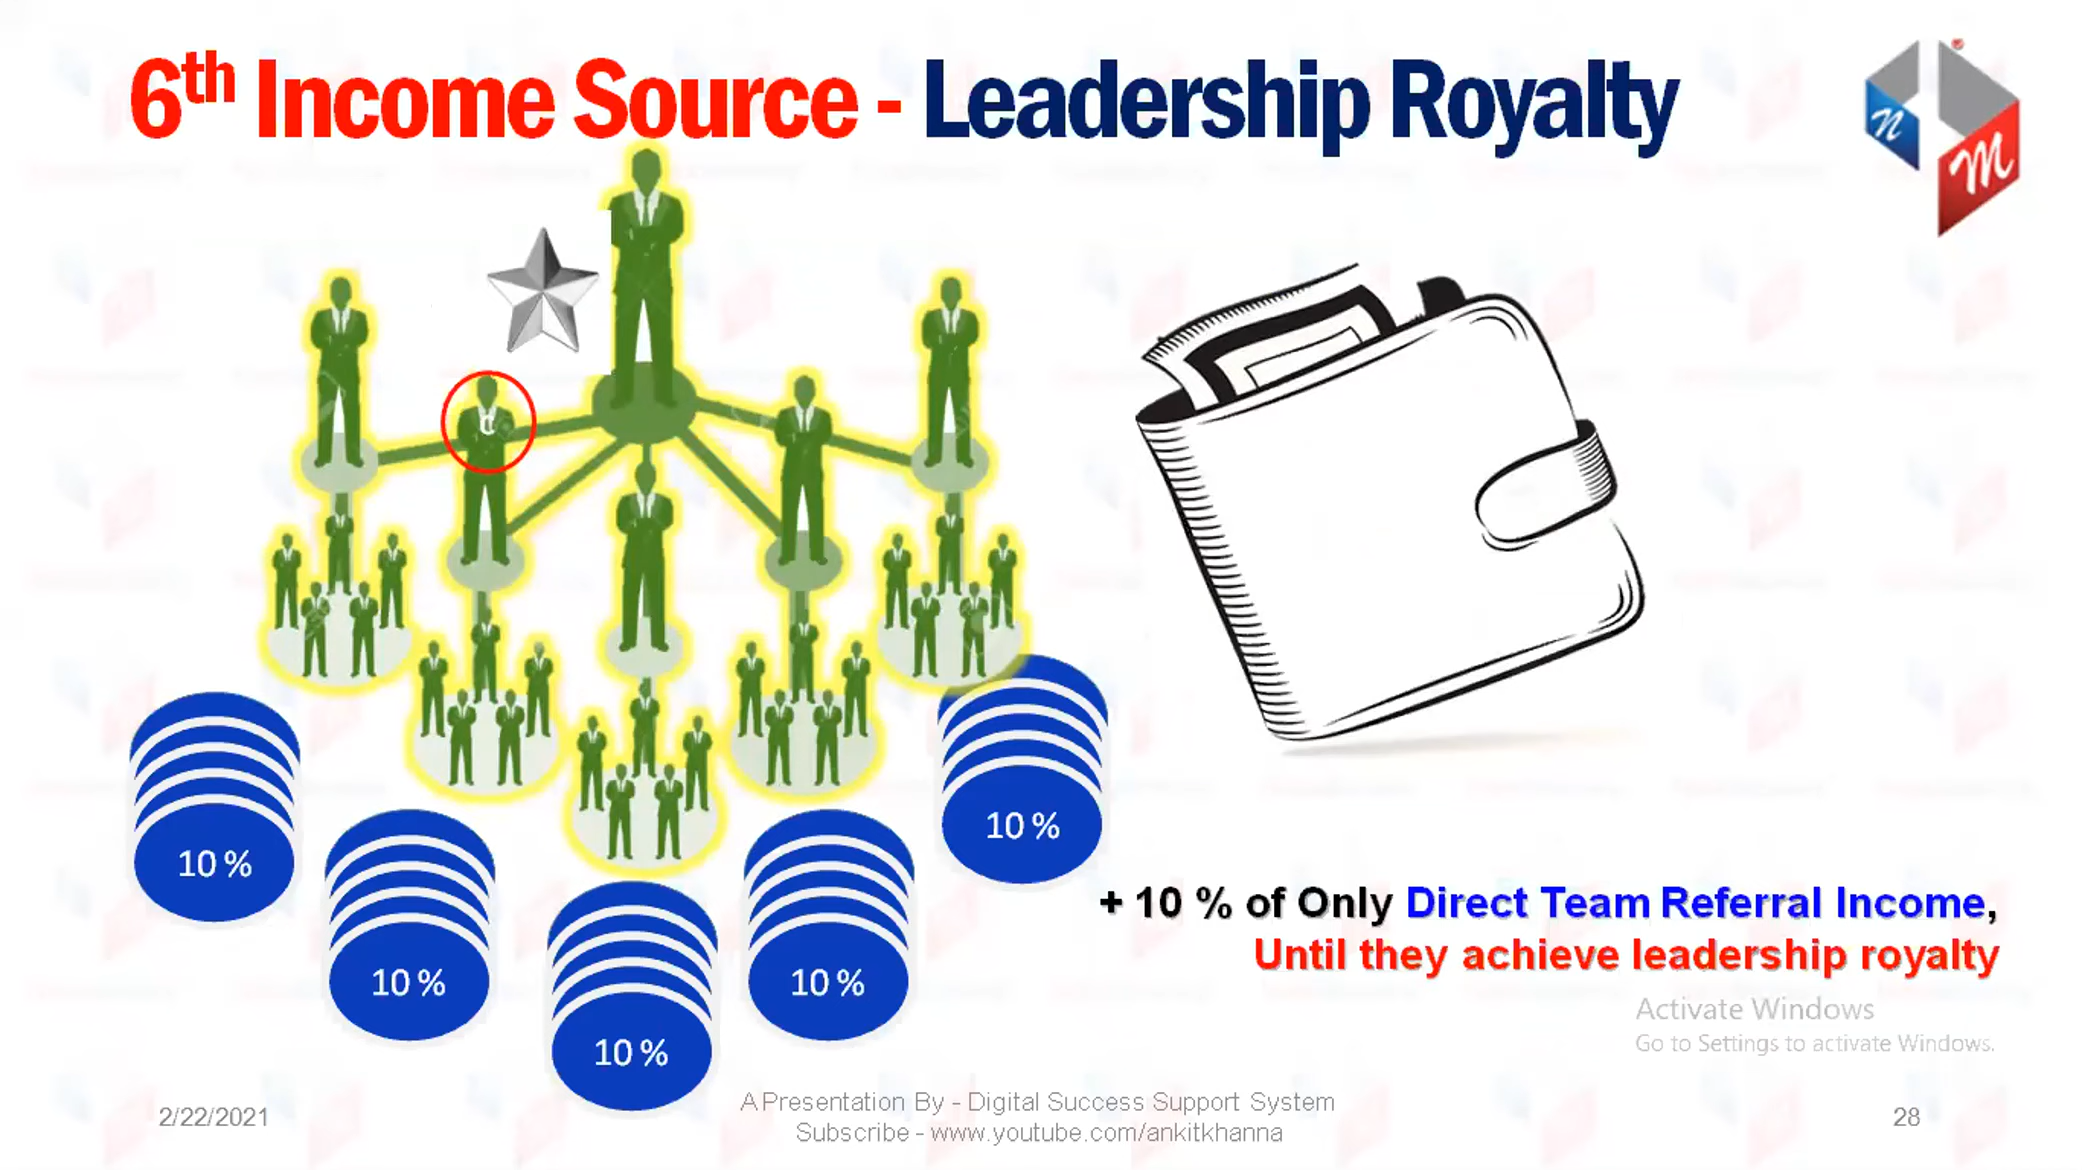 6th Income Source - Leadership Royalty
n
M
10 %
10 %
10 %
10 %
10 %
+ 10 % of Only Direct Team Referral Income,
Until they achieve leadership royalty
Activate Windows
Go to Settings to activate Windows.
2/22/2021
A Presentation By - Digital Success Support System
Subscribe - www.youtube.com/ankitkhanna
28